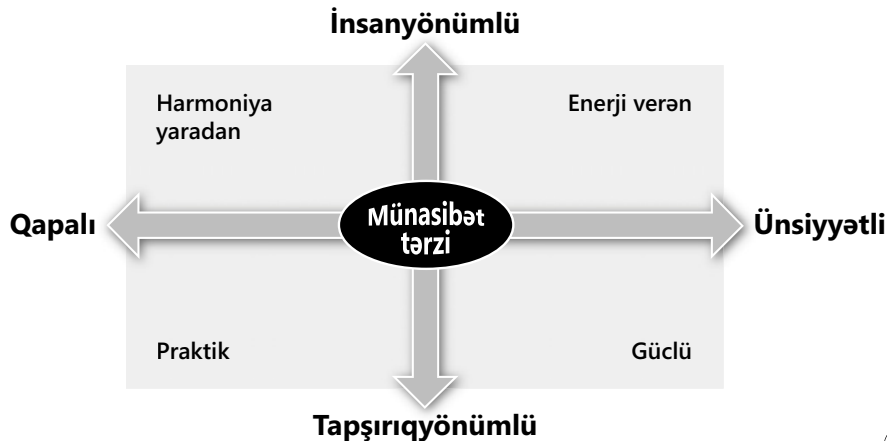 İnsanyönümlü
Harmoniya
yaradan
Enerji verən
Qapalı
Münasibət
tərzi
Ünsiyyətli
Praktik
Güclü
Tapşırıqyönümlü